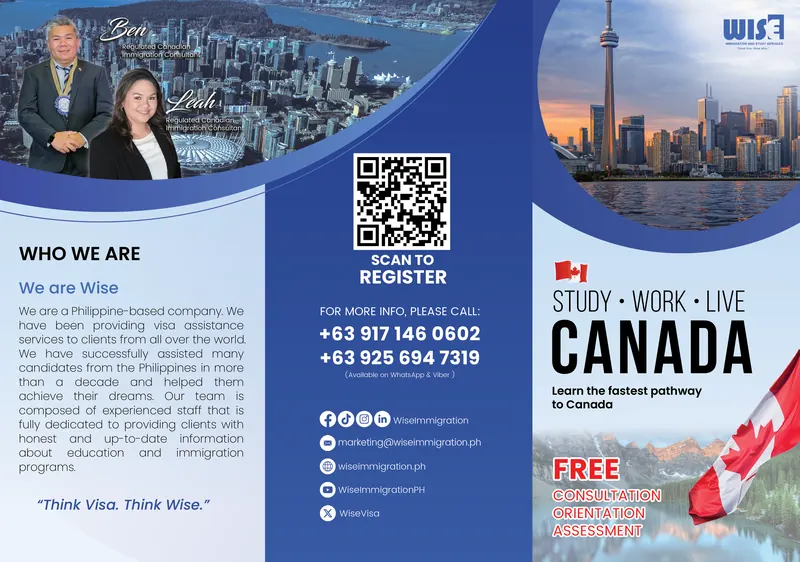 Ben
Regulated Canadian
Immigration Consultant
Leah
Regulated Canadian
Immigration Consultant
WHO WE ARE
We are Wise
We are a Philippine-based company. We
have been providing visa assistance
services to clients from all over the world.
We have successfully assisted many
candidates from the Philippines in more
than a decade and helped them
achieve their dreams. Our team is
composed of experienced staff that is
fully dedicated to providing clients with
honest and up-to-date information
about education and immigration
programs.
“Think Visa. Think Wise.”
SCAN TO
REGISTER
FOR MORE INFO, PLEASE CALL:
+63 917 146 0602
+63 925 694 7319
(Available on WhatsApp & Viber )
WiseImmigration
marketing@wiseimmigration.ph
wiseimmigration.ph
WiseImmigrationPH
WiseVisa
WISE
IMMIGRATION AND STUDY SERVICES
Think Visa. Think Wise.
STUDY • WORK • LIVE
CANADA
Learn the fastest pathway
to Canada
FREE
CONSULTATION
ORIENTATION
ASSESSMENT